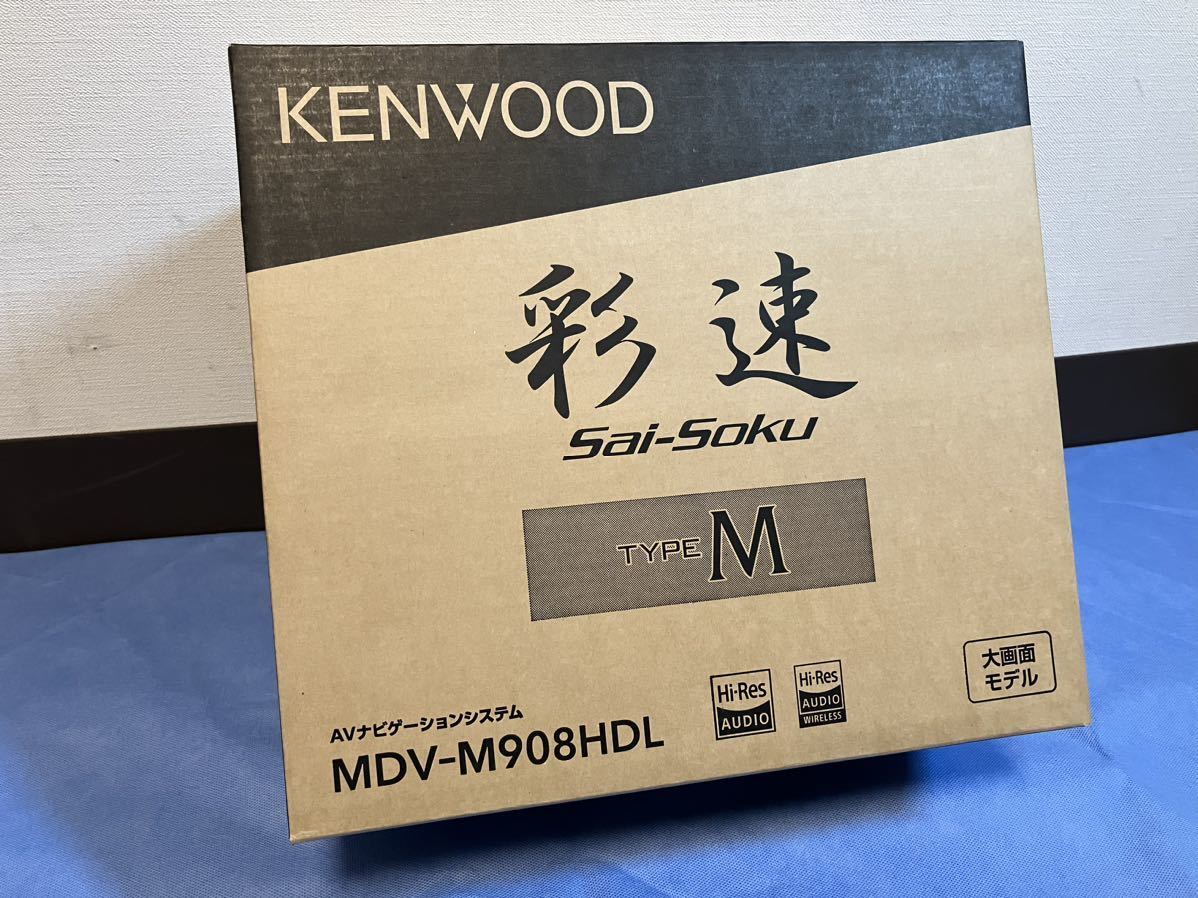 KENWOOD
彩速
Sai-Soku
TYPE M
大画面
モデル
Hi-Res
AUDIO
Hi-Res
AUDIO
WIRELESS
AVナビゲーションシステム
MDV-M908HDL